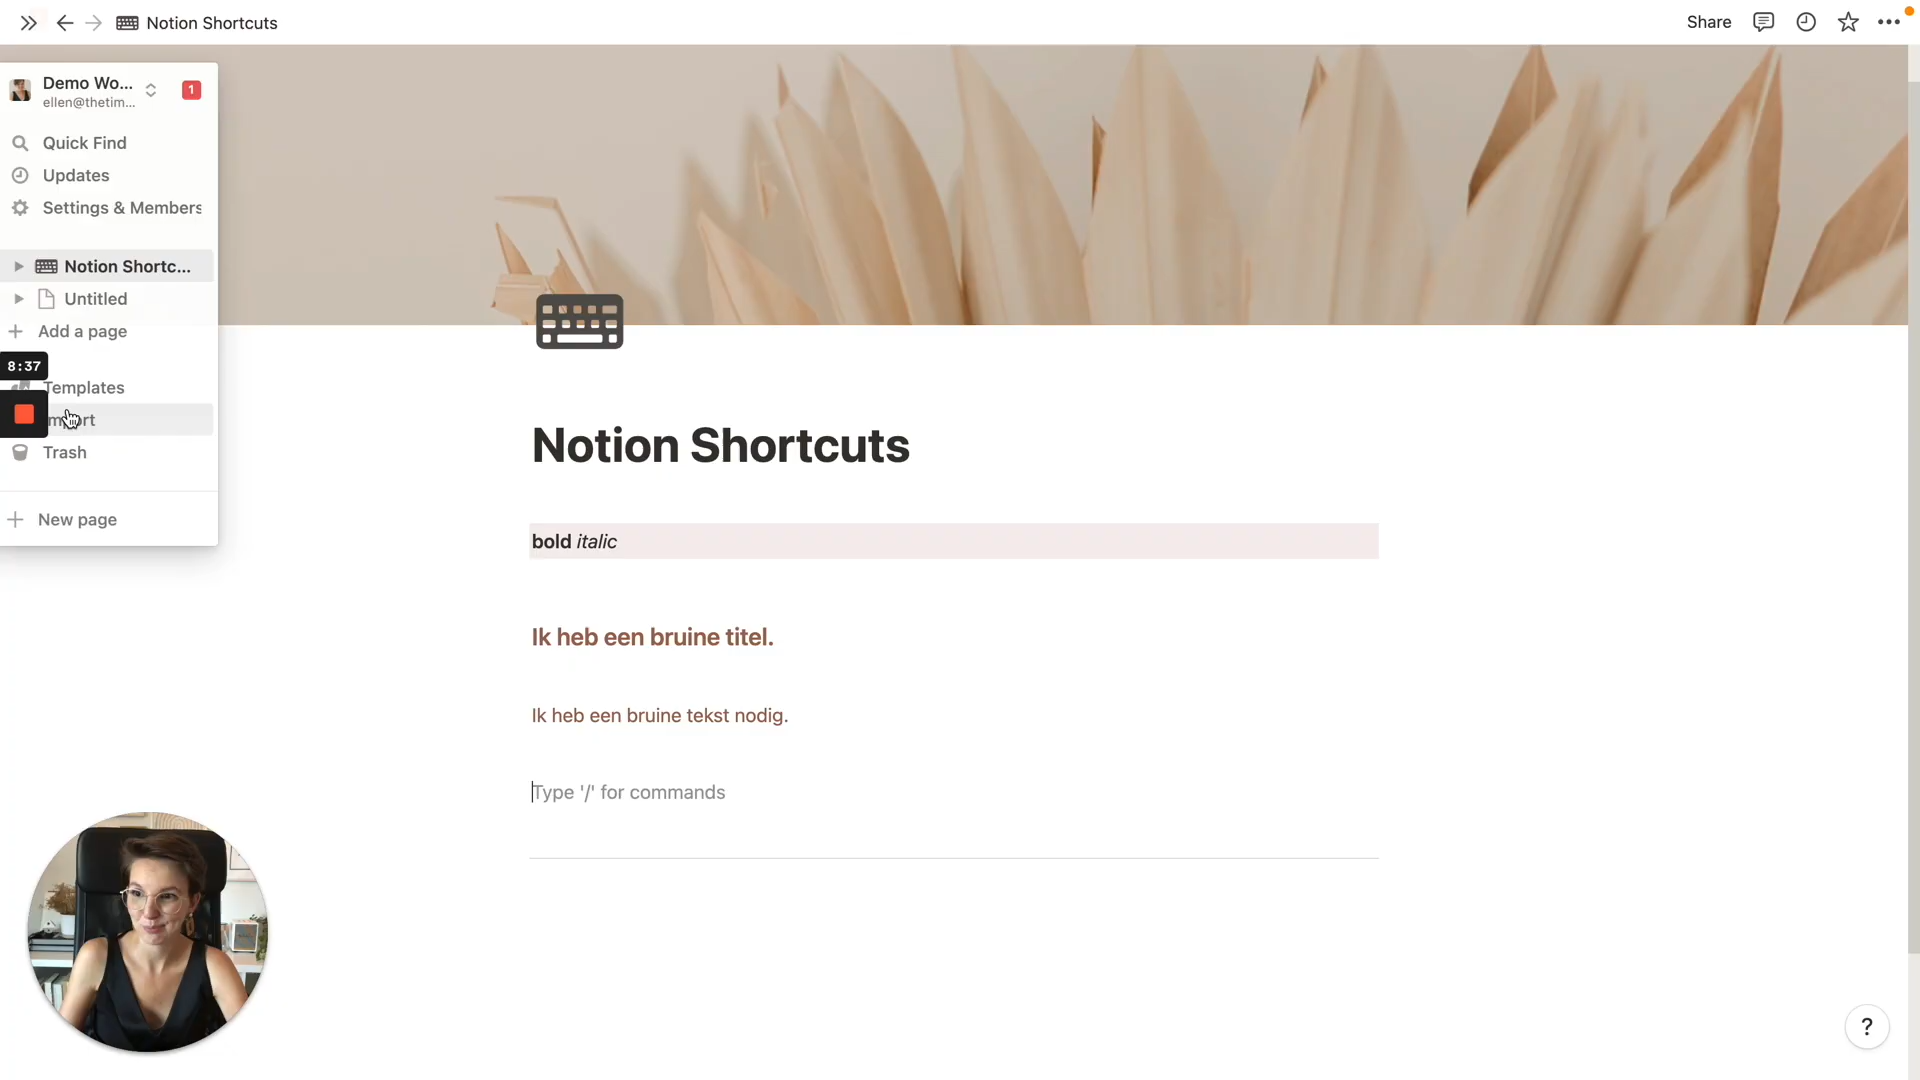 Notion Shortcuts
Share
Demo Wo...
ellen@thetim...
1
Quick Find
Updates
Settings & Members
Notion Shortc...
Untitled
Add a page
8:37
Templates
Trash
New page
Notion Shortcuts
bold italic
Ik heb een bruine titel.
Ik heb een bruine tekst nodig.
Type '/' for commands
?